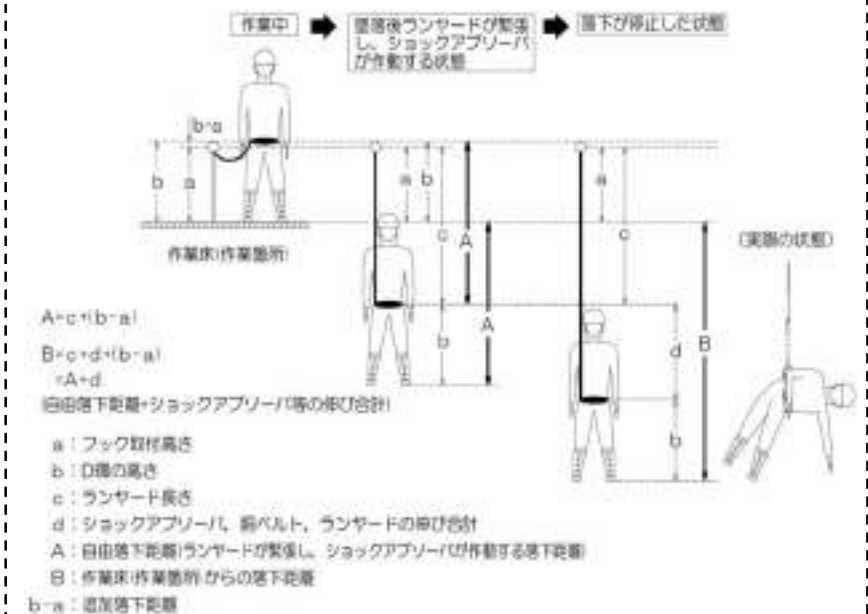 作業中
墜落後ランヤードが緊張
し、ショックアブソーバ
が作動する状態
落下が停止した状態
b-a
b
a
a
b
c
A
a
c
作業床(作業箇所)
(実際の状態)
A=c+(b-a)
B=c+d+(b-a)
=A+d
(自由落下距離+ショックアブソーバ等の伸び合計)
b
A
d
B
b
a:フック取付高さ
b:D環の高さ
c:ランヤード長さ
d:ショックアブソーバ、胴ベルト、ランヤードの伸び合計
A:自由落下距離(ランヤードが緊張し、ショックアブソーバが作動する落下距離)
B:作業床(作業箇所)からの落下距離
b-a:追加落下距離